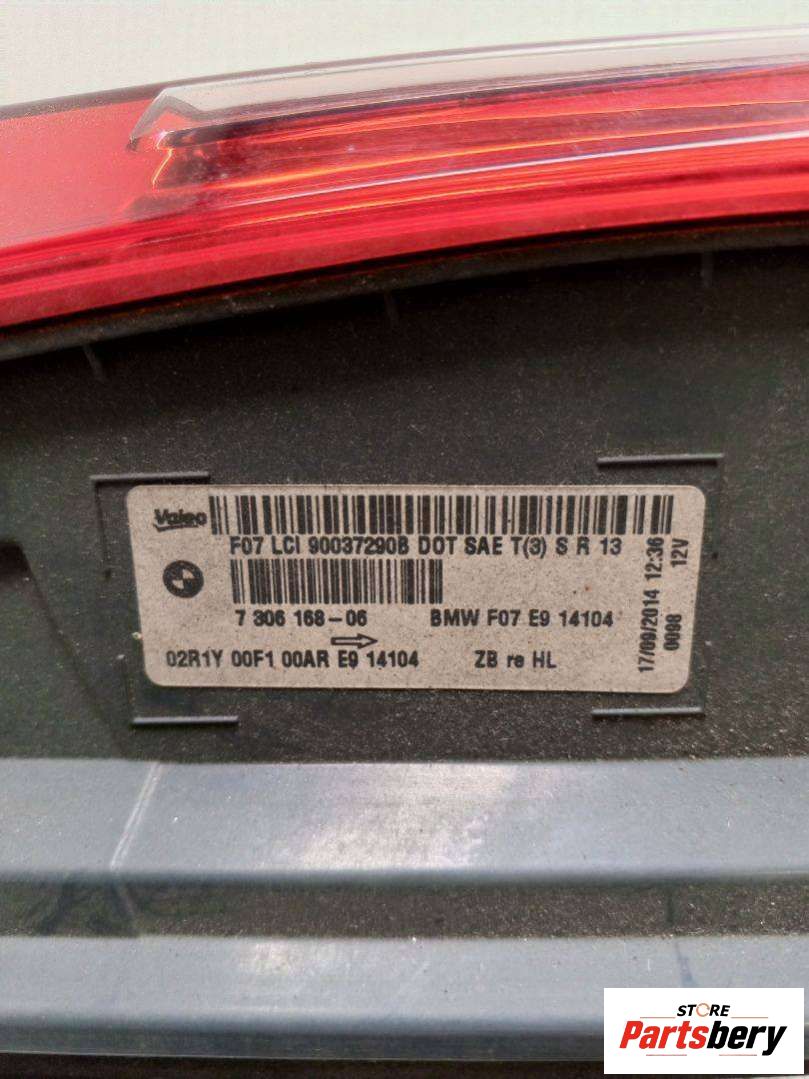 Valeo
F07 LCI 90037290B DOT SAE T(3) S R 13
7 306 168-06 BMW F07 E9 14104
02R1Y 00F1 00AR E9 14104 ZB re HL
17/09/2014 12:36
0098 12V
STORE
Partsbery